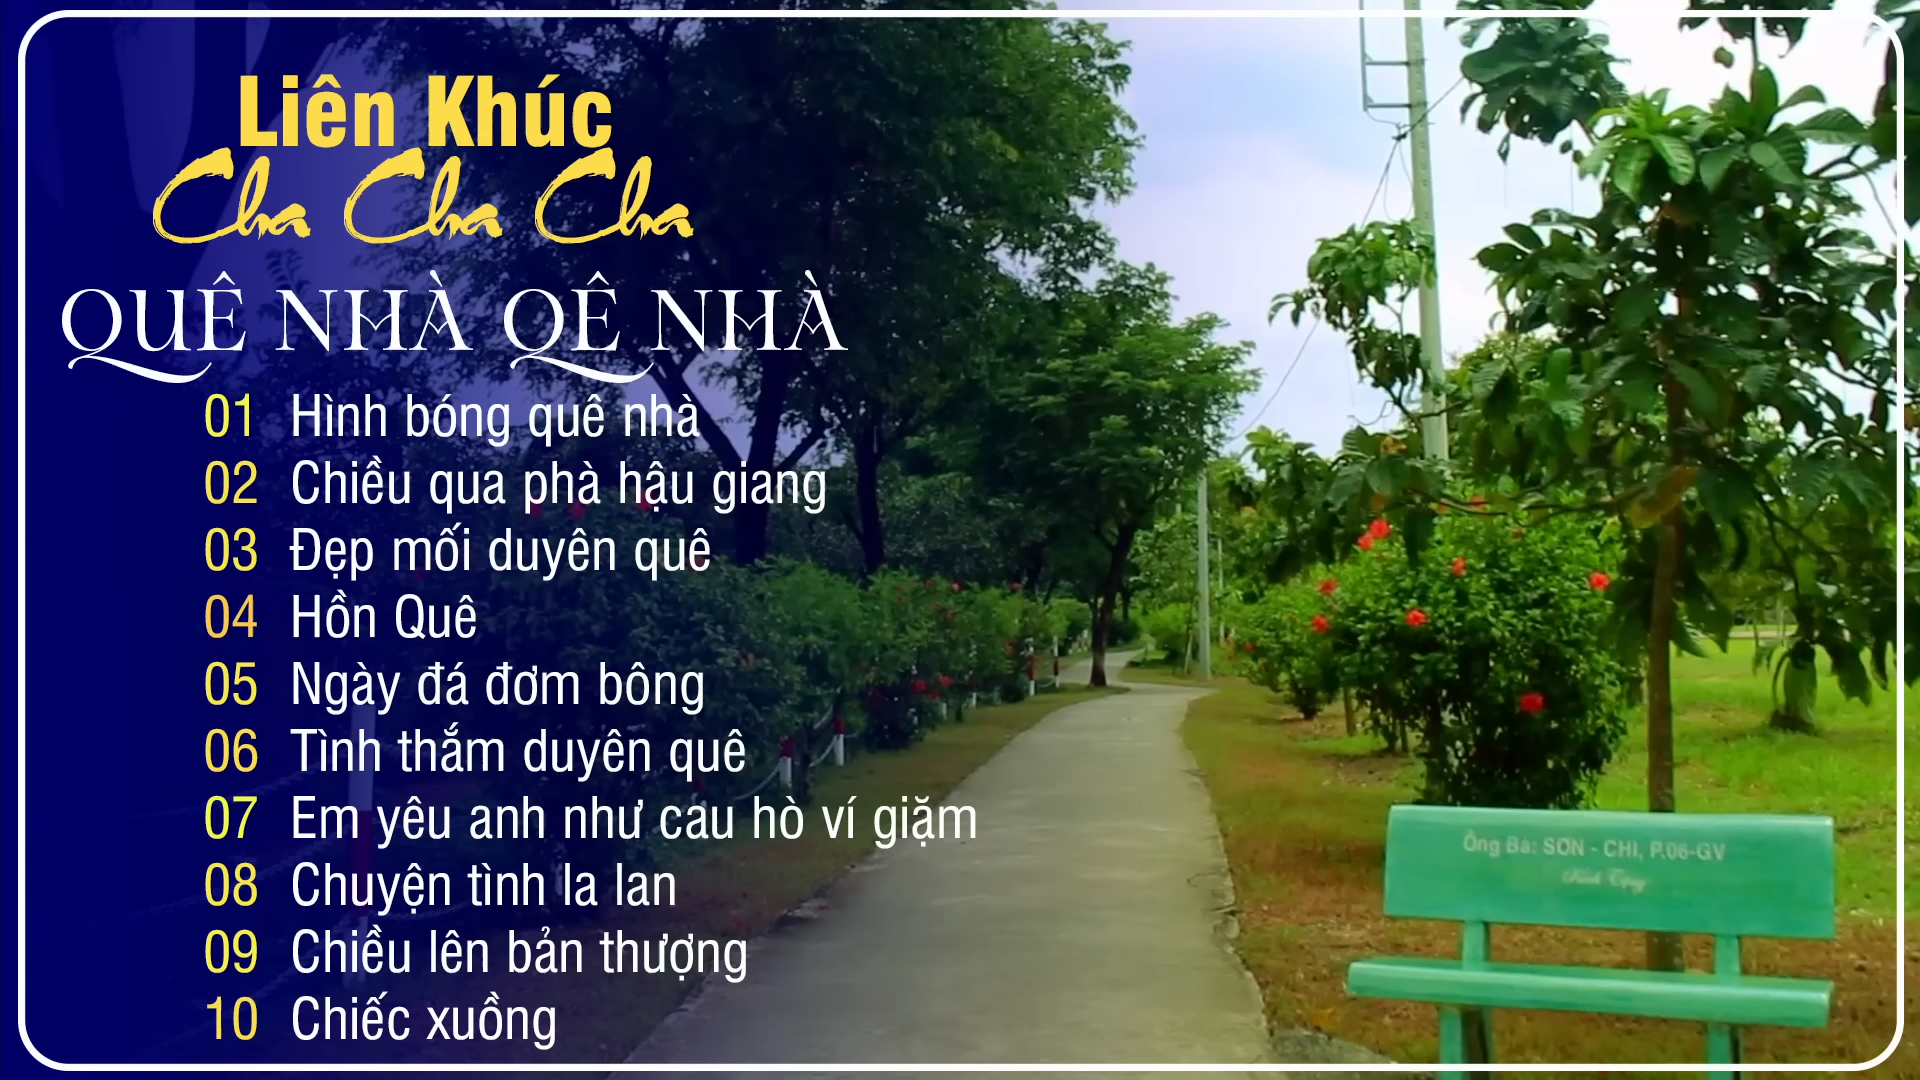 Liên Khúc
Cha Cha Cha
QUÊ NHÀ QÊ NHÀ
01 Hình bóng quê nhà
02 Chiều qua phà hậu giang
03 Đẹp mối duyên quê
04 Hồn Quê
05 Ngày đá đơm bông
06 Tình thắm duyên quê
07 Em yêu anh như cau hò ví giặm
08 Chuyện tình la lan
09 Chiều lên bản thượng
10 Chiếc xuồng
Ông Bà: SƠN - CHI, P.06-GV
Kính Tặng